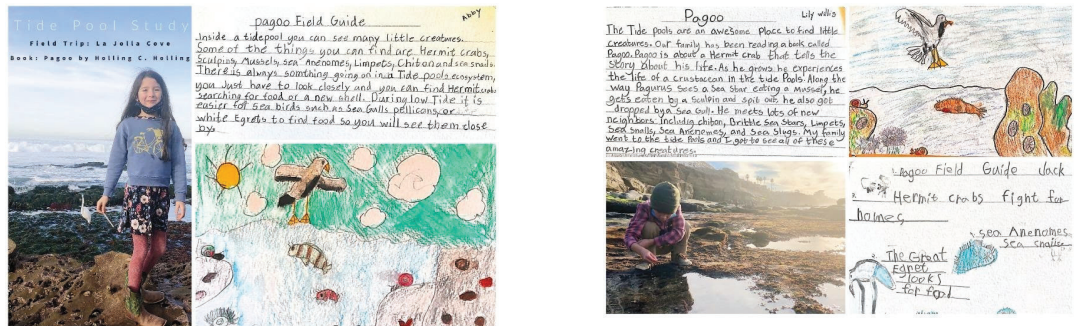 Tide Pool Study
Field Trip: La Jolla Cove
Book: Pagoo by Holling C. Holling
pagoo Field Guide
Abby
Inside a tidepool you can see many little creatures.
Some of the things you can find are Hermit crabs,
Sculpins, Mussels, sea Anenomes, Limpets, Chiton and sea snails.
There is always somthing going on in a Tide pools ecosystem,
you Just have to look closely and you can find Hermit crabs
searching for food or a new shell. During low Tide it is
easier for Sea birds such as Sea Gulls pellicans, or
white Egrets to find food so you will see them close
by.
Pagoo
Lily
The Tide pools are an awesome place to find little
creatures. Our family has been reading a book called
Pagoo. Pagoo is about a Hermit crab that tells the
story about his life. As he grows he experiences
the life of a crustacean in the tide Pools. Along the
way Pagurus sees a Sea Star eating a Mussel, he
gets eaten by a Sculpin and spit out, he also got
dropped by a Sea Gull. He meets lots of new
neighbors including chiton, Brittle Sea Stars, Limpets,
Sea snails, Sea Anenomes, and Sea Slugs. My family
went to the tide Pools and I got to see all of these
amazing creatures.
Pagoo Field Guide Jack
Hermit crabs fight for
homes
sea Anenomes
Sea
The Great
Egret
looks
for food